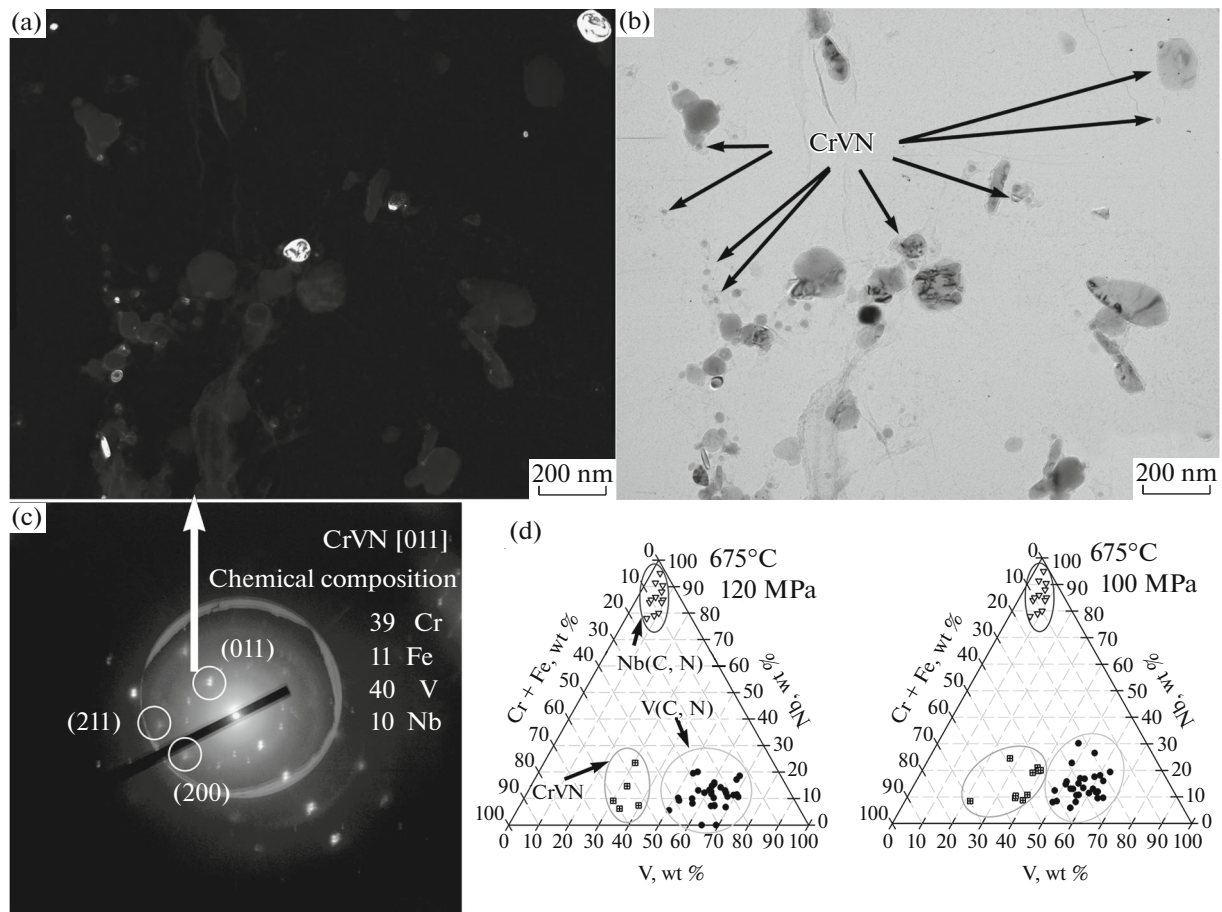 (a)
200 nm
(b)
CrVN
200 nm
(c)
CrVN [011]
Chemical composition
39 Cr
11 Fe
40 V
10 Nb
(011)
(211)
(200)
(d)
675°C
120 MPa
Cr + Fe, wt %
Nb, wt %
V, wt %
0 10 20 30 40 50 60 70 80 90 100
100 90 80 70 60 50 40 30 20 10 0
10 20 30 40 50 60 70 80 90 100
Nb(C, N)
V(C, N)
CrVN
675°C
100 MPa
Cr + Fe, wt %
Nb, wt %
V, wt %
0 10 20 30 40 50 60 70 80 90 100
100 90 80 70 60 50 40 30 20 10 0
10 20 30 40 50 60 70 80 90 100